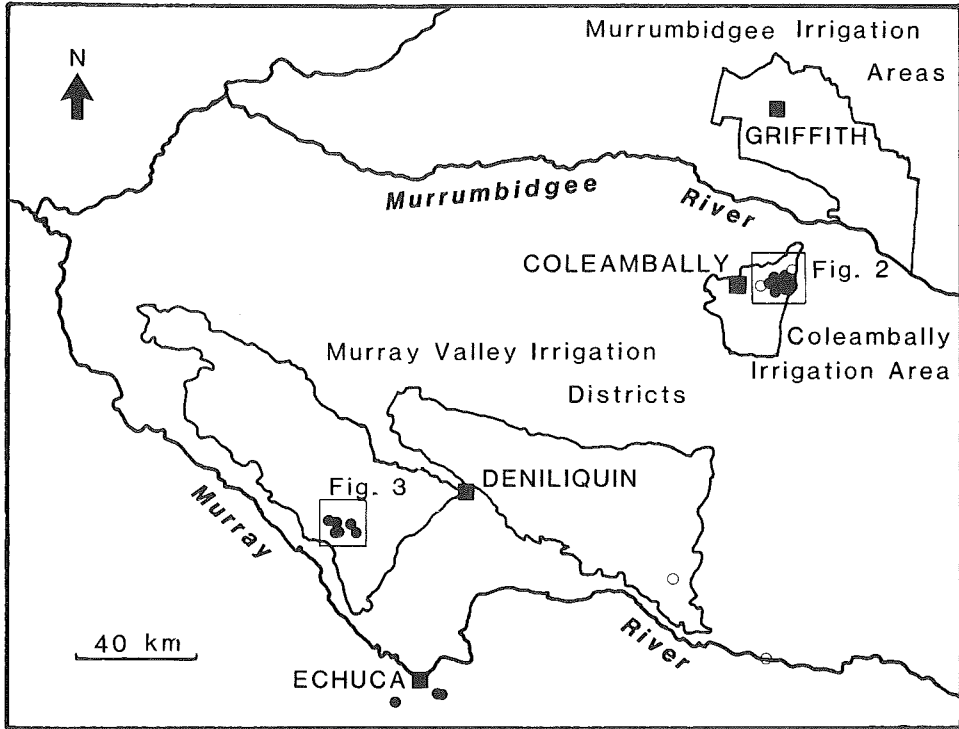 Murrumbidgee Irrigation
Areas
N
GRIFFITH
Murrumbidgee
River
COLEAMBALLY
Fig. 2
Coleambally
Irrigation Area
Murray Valley Irrigation
Districts
Fig. 3
DENILIQUIN
Murray
River
40 km
ECHUCA